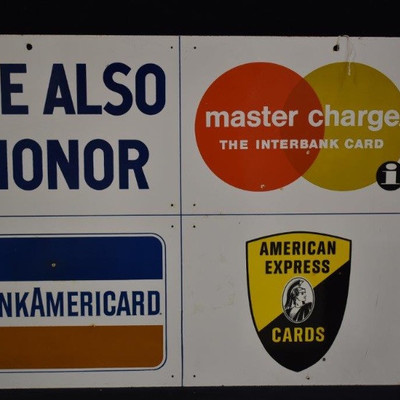 E ALSO
HONOR
master charge
THE INTERBANK CARD
i
NKAMERICARD
AMERICAN
EXPRESS
CARDS